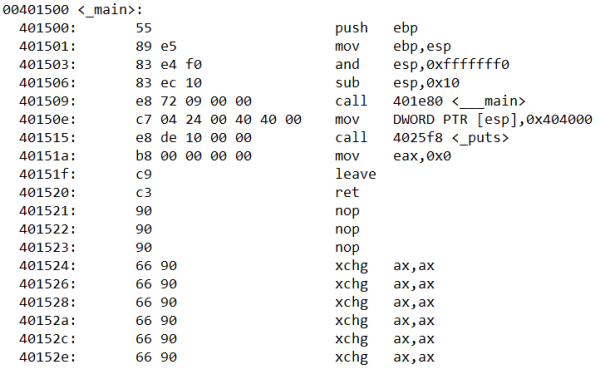 00401500 <_main>:
401500: 55 push ebp
401501: 89 e5 mov ebp,esp
401503: 83 e4 f0 and esp,0xfffffff0
401506: 83 ec 10 sub esp,0x10
401509: e8 72 09 00 00 call 401e80 <___main>
40150e: c7 04 24 00 40 40 00 mov DWORD PTR [esp],0x404000
401515: e8 de 10 00 00 call 4025f8 <_puts>
40151a: b8 00 00 00 00 mov eax,0x0
40151f: c9 leave
401520: c3 ret
401521: 90 nop
401522: 90 nop
401523: 90 nop
401524: 66 90 xchg ax,ax
401526: 66 90 xchg ax,ax
401528: 66 90 xchg ax,ax
40152a: 66 90 xchg ax,ax
40152c: 66 90 xchg ax,ax
40152e: 66 90 xchg ax,ax